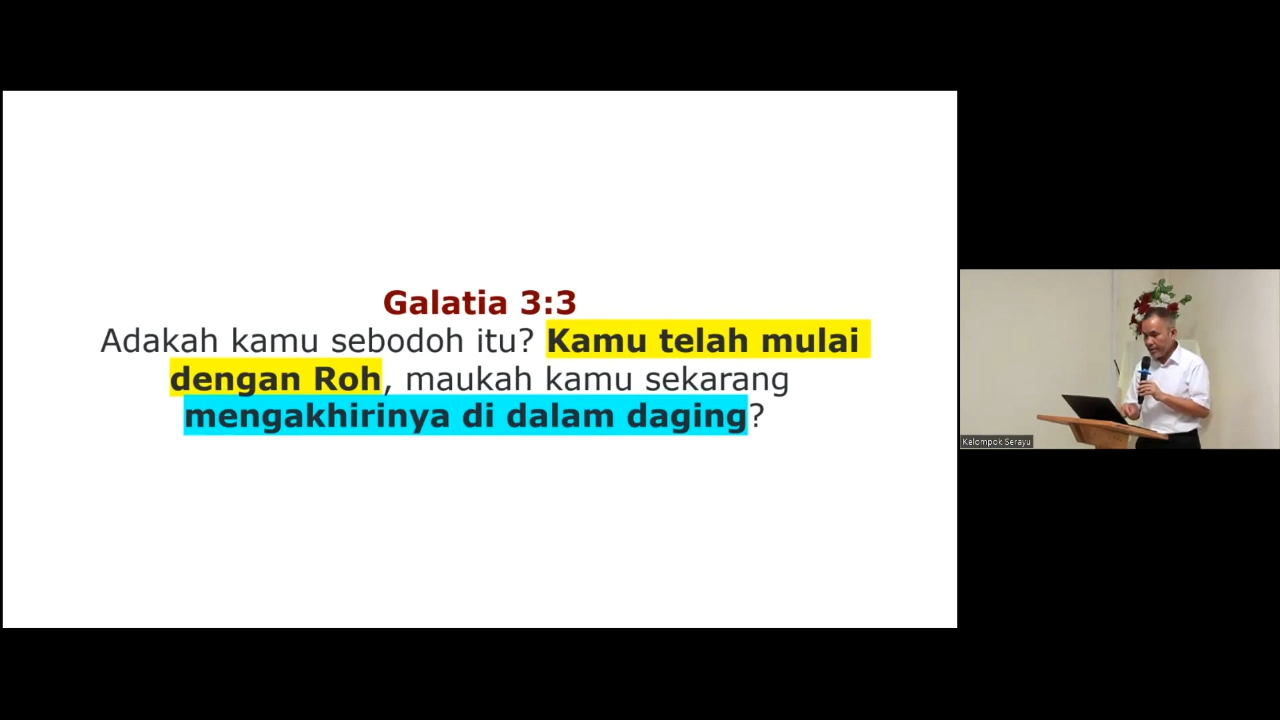 Galatia 3:3
Adakah kamu sebodoh itu? Kamu telah mulai
dengan Roh, maukah kamu sekarang
mengakhirinya di dalam daging?
Kelompok Serayu